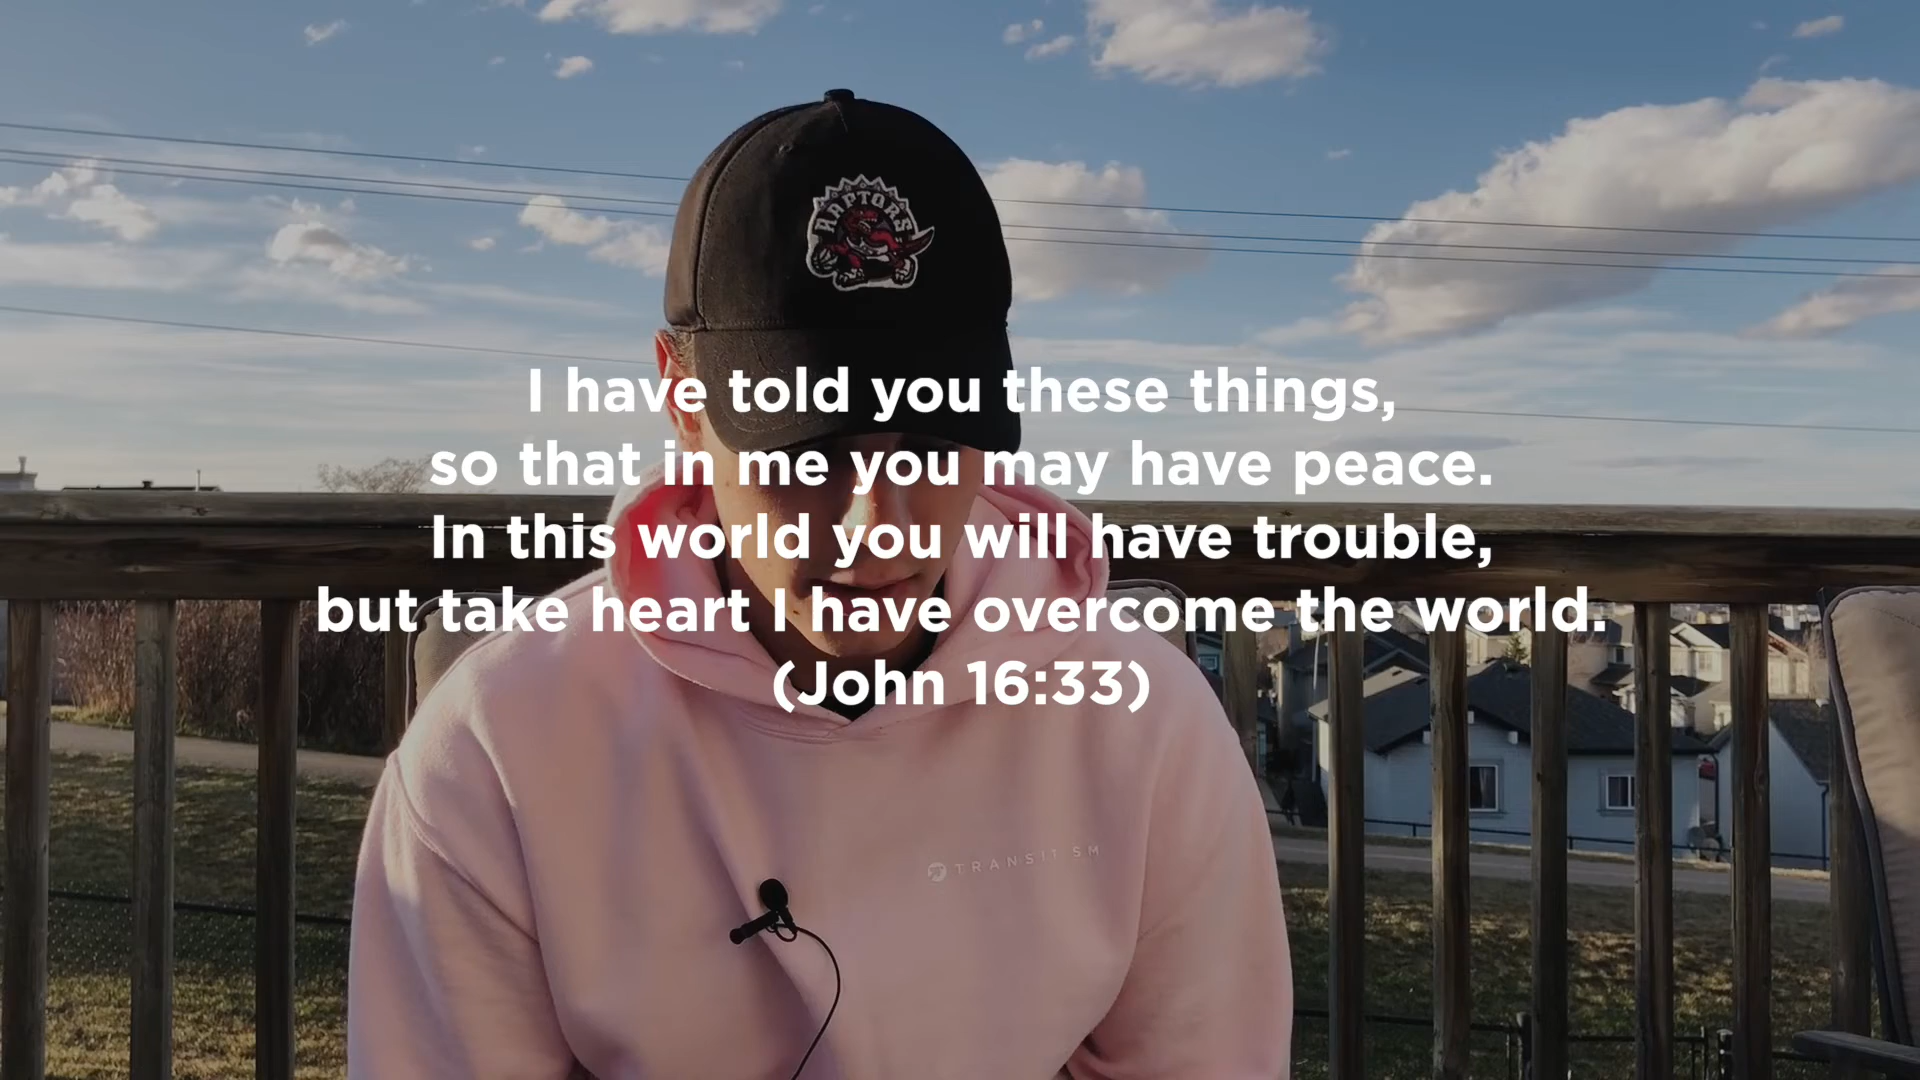 RAPTORS
I have told you these things,
so that in me you may have peace.
In this world you will have trouble,
but take heart I have overcome the world.
(John 16:33)
TRANSIT SM